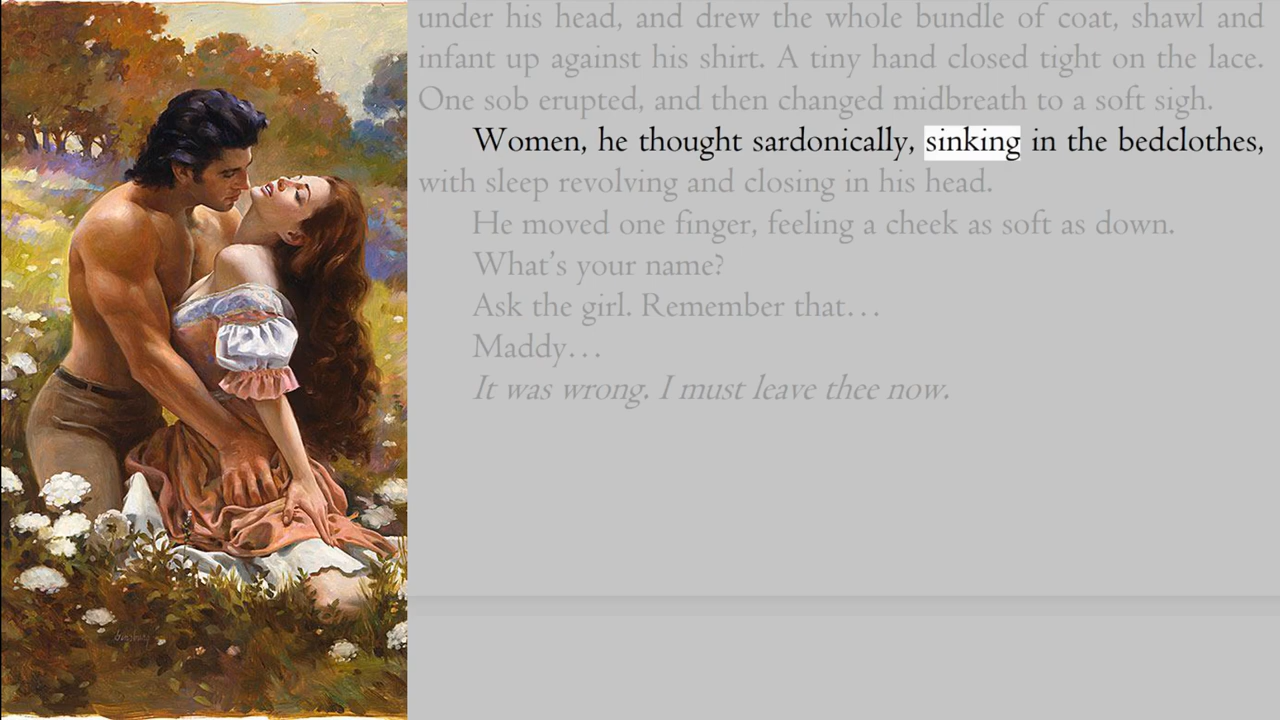 under his head, and drew the whole bundle of coat, shawl and
infant up against his shirt. A tiny hand closed tight on the lace.
One sob erupted, and then changed midbreath to a soft sigh.
Women, he thought sardonically, sinking in the bedclothes,
with sleep revolving and closing in his head.
He moved one finger, feeling a cheek as soft as down.
What’s your name?
Ask the girl. Remember that…
Maddy…
It was wrong. I must leave thee now.